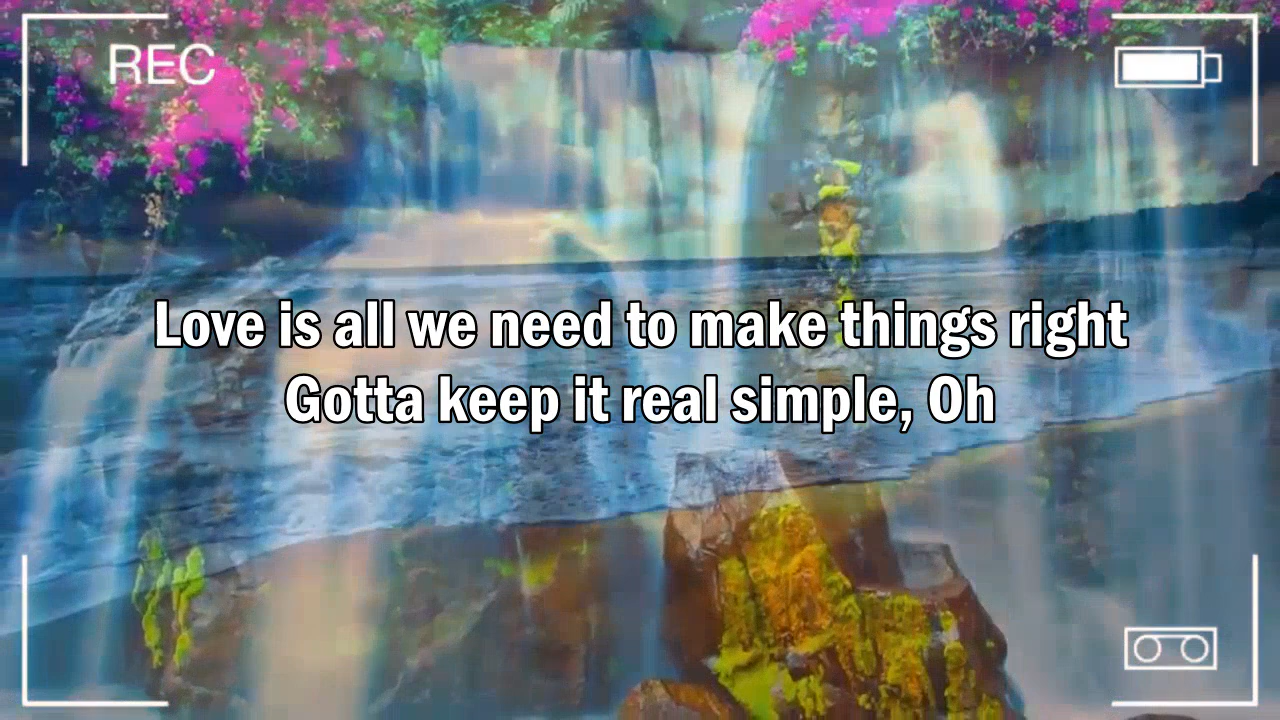 REC
Love is all we need to make things right
Gotta keep it real simple, Oh